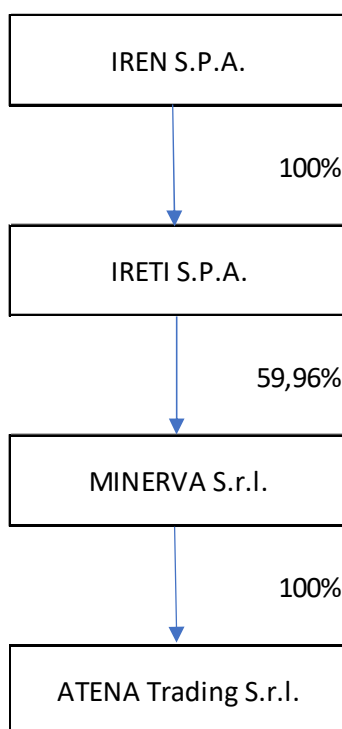 IREN S.P.A.
100%
IRETI S.P.A.
59,96%
MINERVA S.r.l.
100%
ATENA Trading S.r.l.